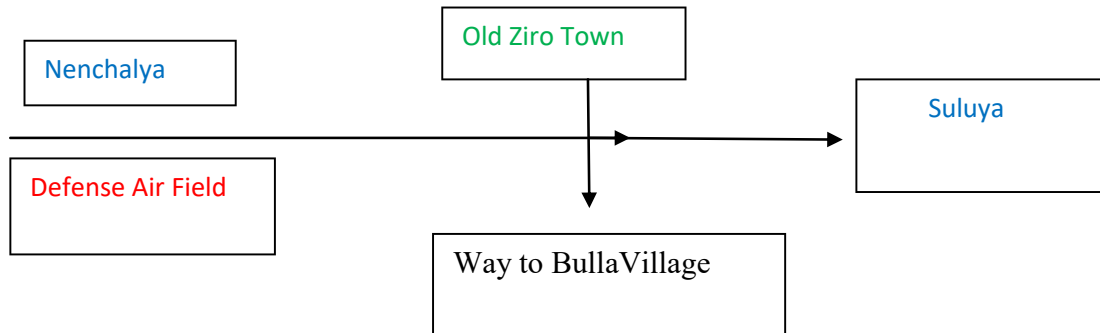 Old Ziro Town
Nenchalya
Suluya
Defense Air Field
Way to BullaVillage